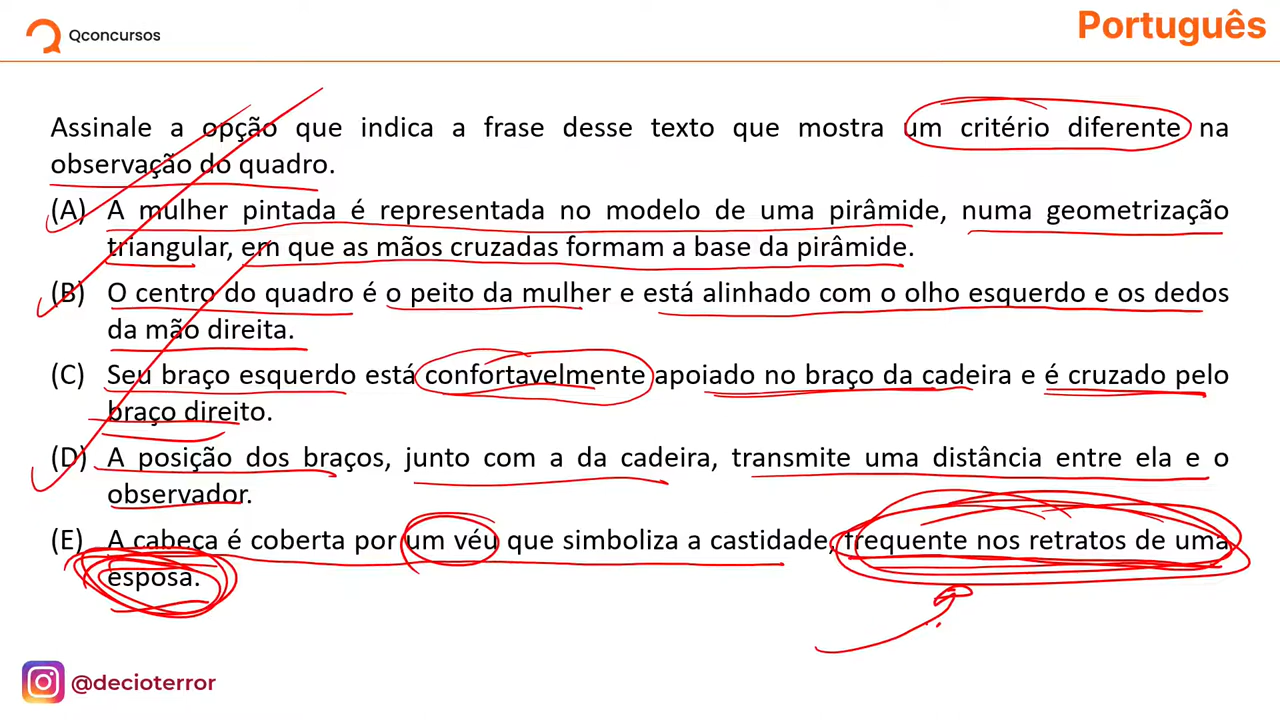 Qconcursos
Português
Assinale a opção que indica a frase desse texto que mostra um critério diferente na
observação do quadro.
(A) A mulher pintada é representada no modelo de uma pirâmide, numa geometrização
triangular, em que as mãos cruzadas formam a base da pirâmide.
(B) O centro do quadro é o peito da mulher e está alinhado com o olho esquerdo e os dedos
da mão direita.
(C) Seu braço esquerdo está confortavelmente apoiado no braço da cadeira e é cruzado pelo
braço direito.
(D) A posição dos braços, junto com a da cadeira, transmite uma distância entre ela e o
observador.
(E) A cabeça é coberta por um véu que simboliza a castidade, frequente nos retratos de uma
esposa.
@decioterror